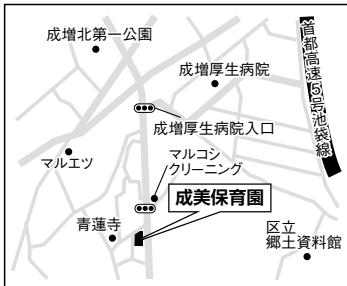 成増北第一公園
成増厚生病院
首都高速5号池袋線
成増厚生病院入口
マルエツ
マルコシ
クリーニング
成美保育園
青蓮寺
区立
郷土資料館